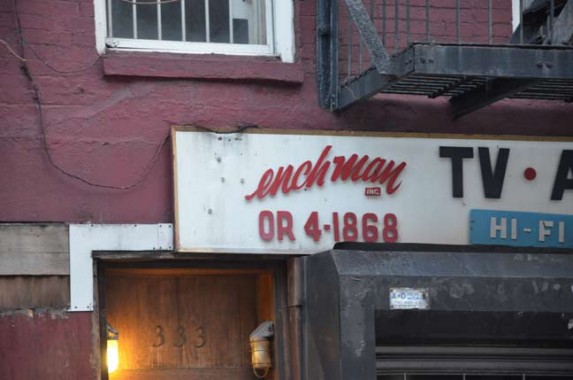 enchman
INC.
OR 4-1868
TV • A
HI-FI
333